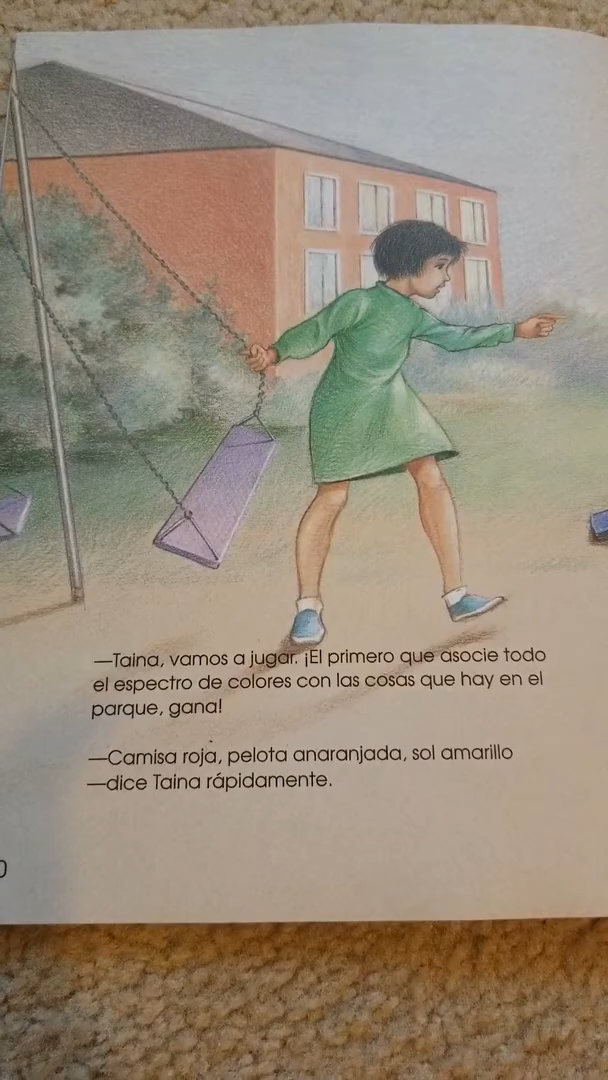 —Taina, vamos a jugar. ¡El primero que asocie todo
el espectro de colores con las cosas que hay en el
parque, gana!
—Camisa roja, pelota anaranjada, sol amarillo
—dice Taina rápidamente.